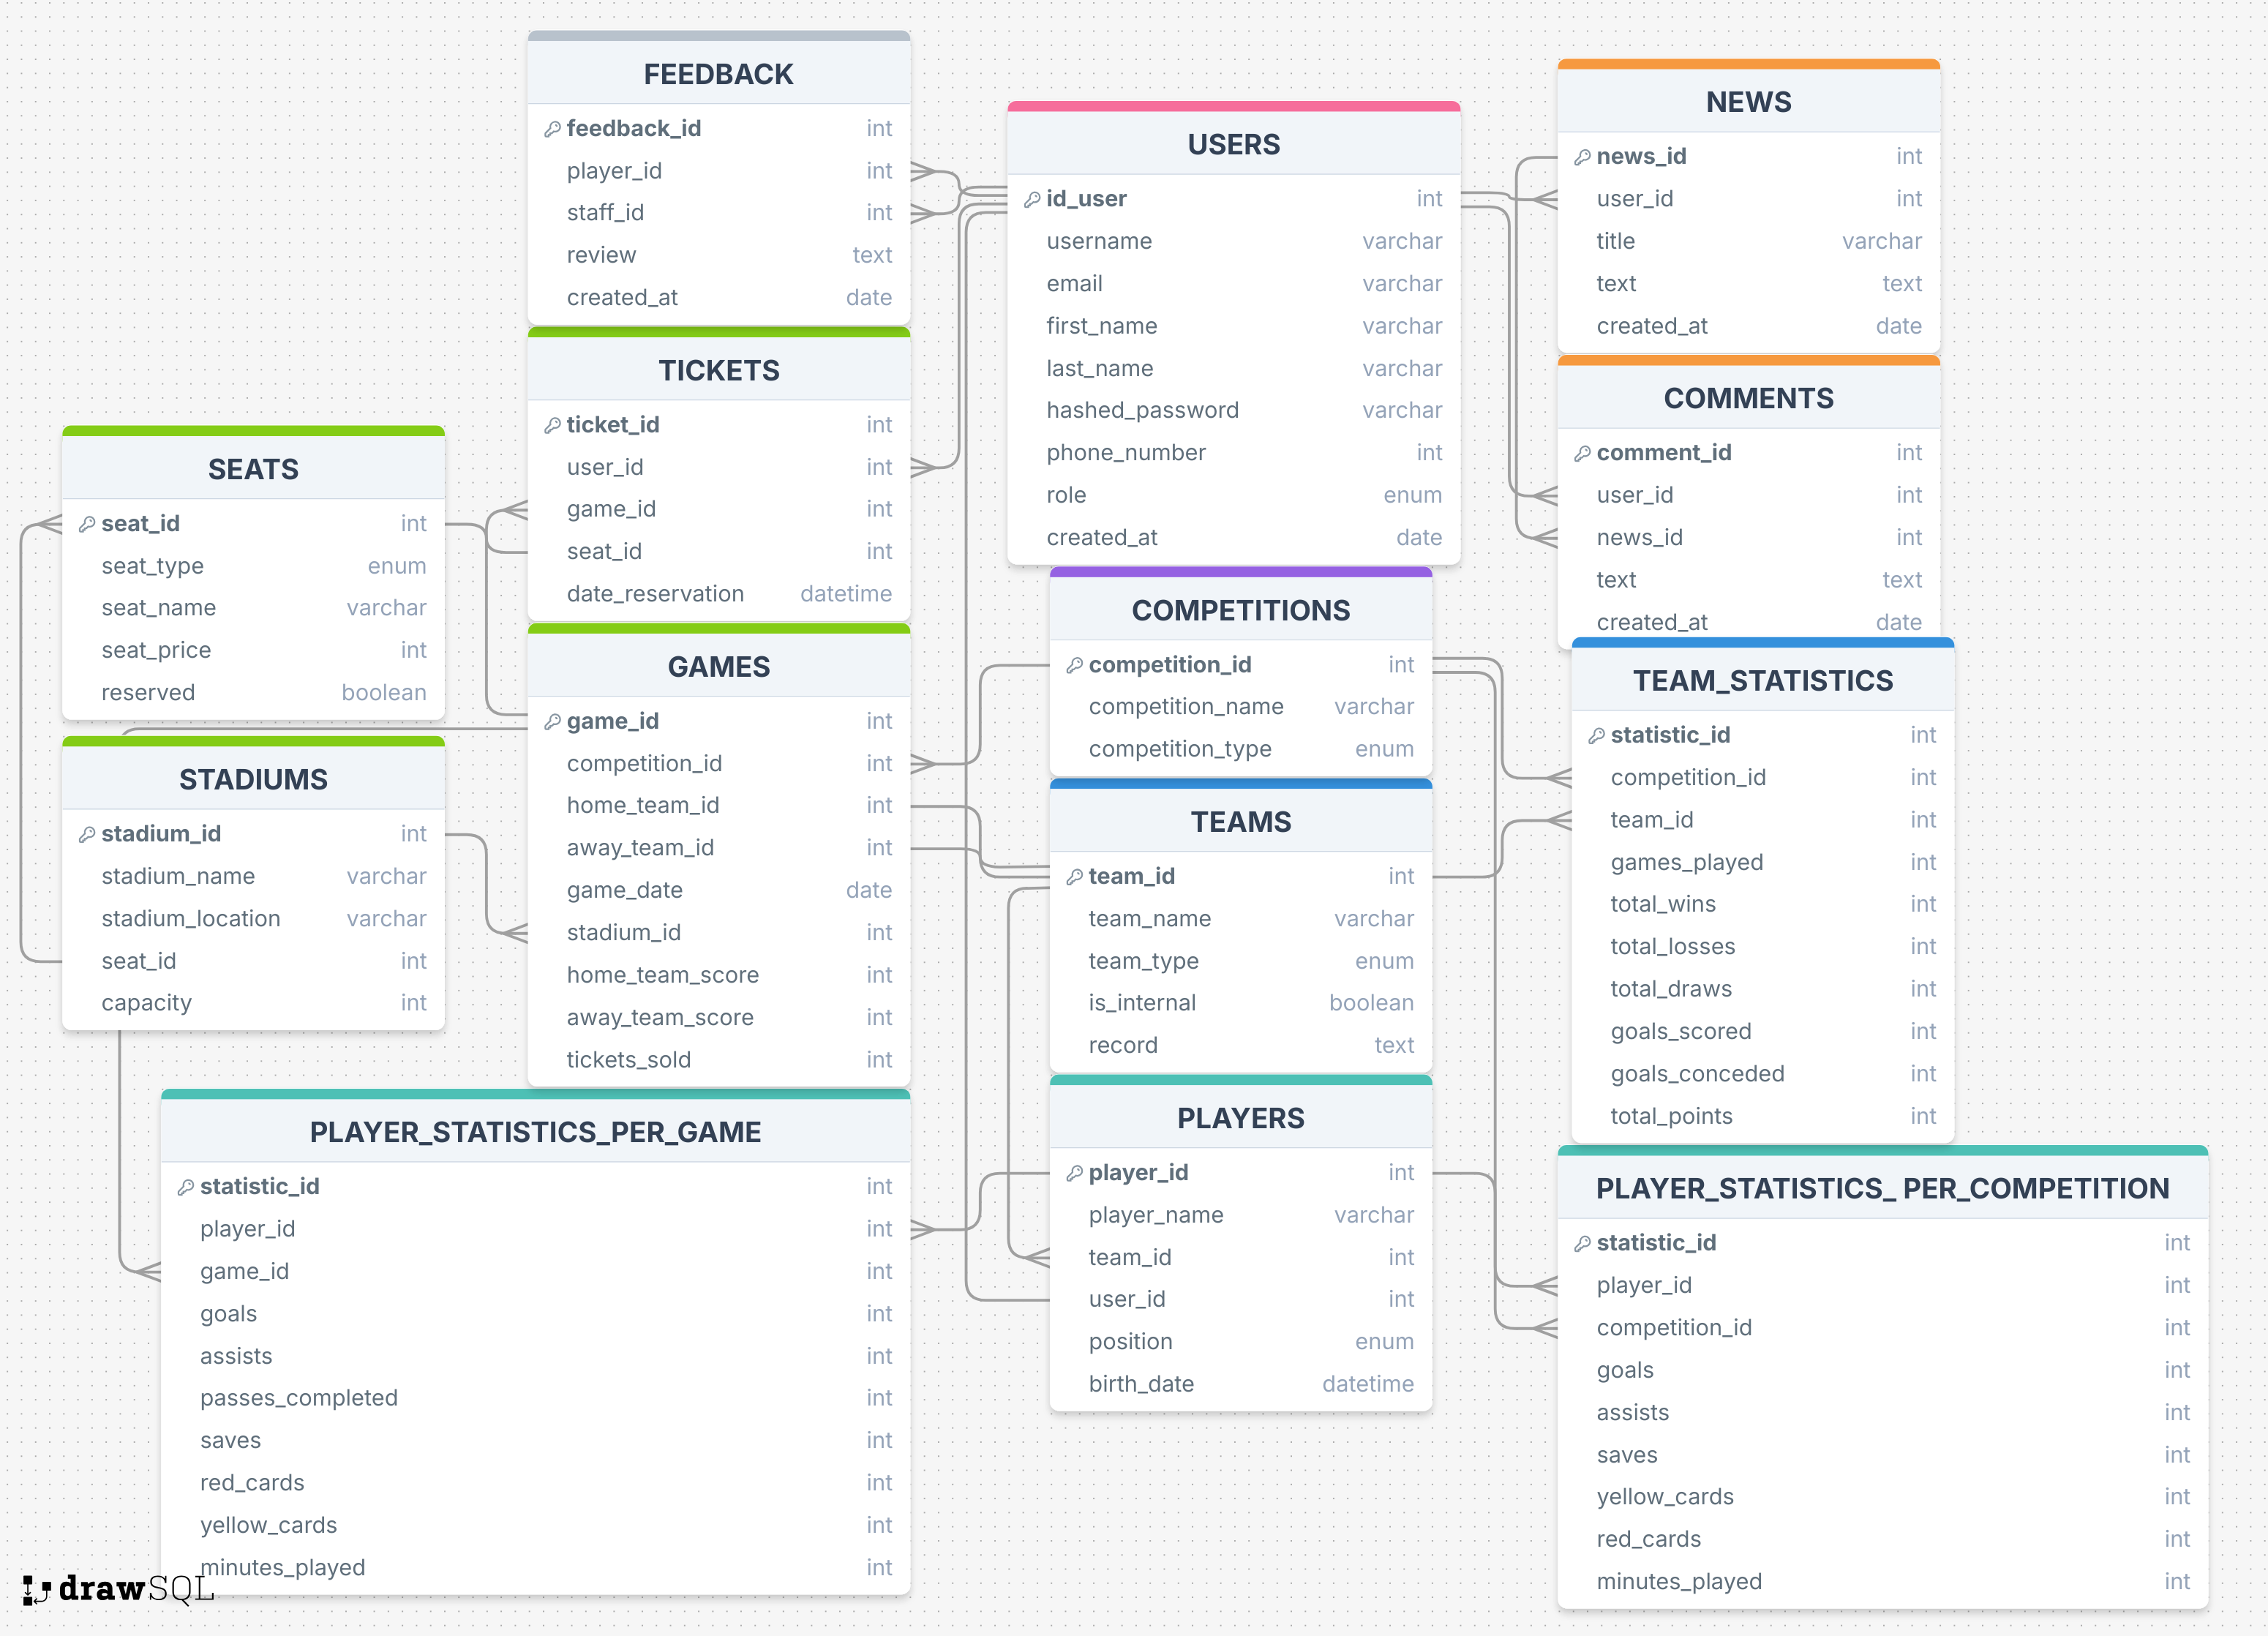 FEEDBACK
feedback_id int
player_id int
staff_id int
review text
created_at date
TICKETS
ticket_id int
user_id int
game_id int
seat_id int
date_reservation datetime
SEATS
seat_id int
seat_type enum
seat_name varchar
seat_price int
reserved boolean
STADIUMS
stadium_id int
stadium_name varchar
stadium_location varchar
seat_id int
capacity int
GAMES
game_id int
competition_id int
home_team_id int
away_team_id int
game_date date
stadium_id int
home_team_score int
away_team_score int
tickets_sold int
PLAYER_STATISTICS_PER_GAME
statistic_id int
player_id int
game_id int
goals int
assists int
passes_completed int
saves int
red_cards int
yellow_cards int
minutes_played int
USERS
id_user int
username varchar
email varchar
first_name varchar
last_name varchar
hashed_password varchar
phone_number int
role enum
created_at date
COMPETITIONS
competition_id int
competition_name varchar
competition_type enum
TEAMS
team_id int
team_name varchar
team_type enum
is_internal boolean
record text
PLAYERS
player_id int
player_name varchar
team_id int
user_id int
position enum
birth_date datetime
NEWS
news_id int
user_id int
title varchar
text text
created_at date
COMMENTS
comment_id int
user_id int
news_id int
text text
created_at date
TEAM_STATISTICS
statistic_id int
competition_id int
team_id int
games_played int
total_wins int
total_losses int
total_draws int
goals_scored int
goals_conceded int
total_points int
PLAYER_STATISTICS_ PER_COMPETITION
statistic_id int
player_id int
competition_id int
goals int
assists int
saves int
yellow_cards int
red_cards int
minutes_played int
drawSQL